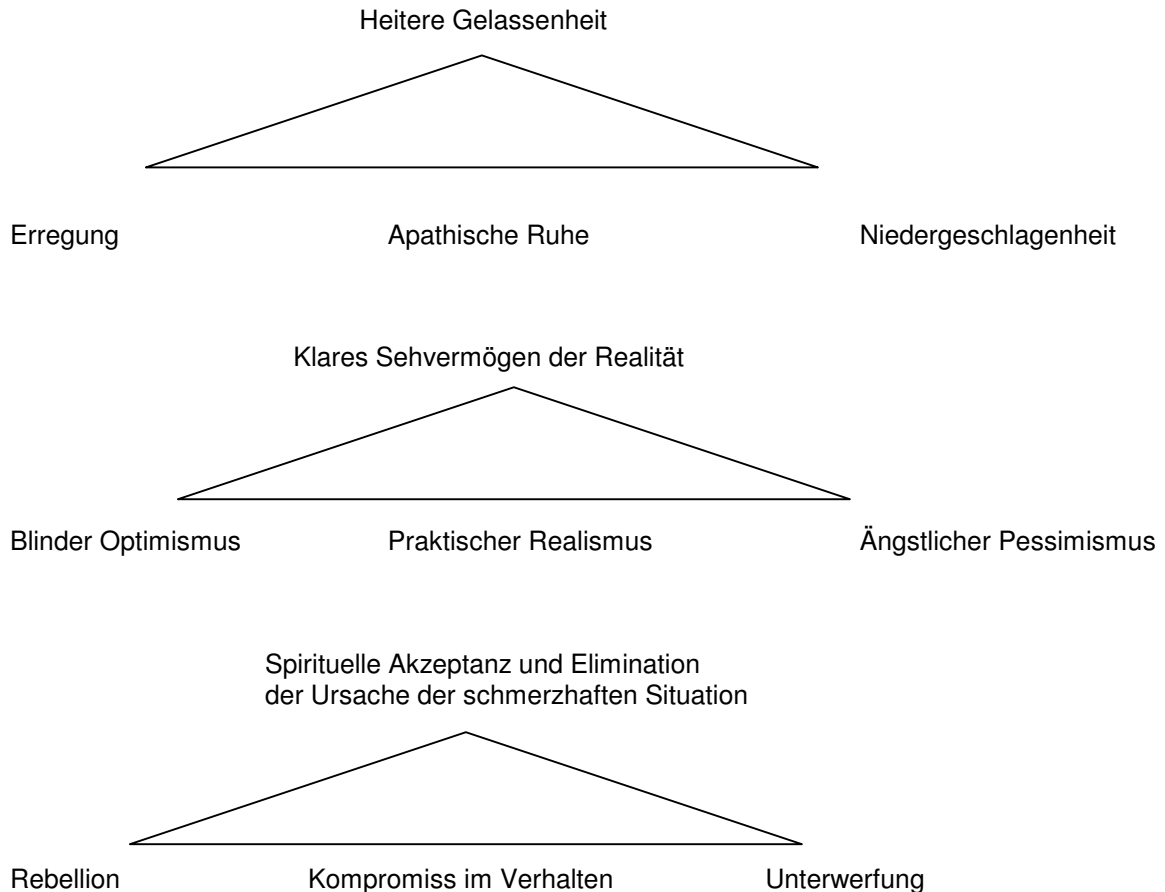 Heitere Gelassenheit
Erregung Apathische Ruhe Niedergeschlagenheit
Klares Sehvermögen der Realität
Blinder Optimismus Praktischer Realismus Ängstlicher Pessimismus
Spirituelle Akzeptanz und Elimination
der Ursache der schmerzhaften Situation
Rebellion Kompromiss im Verhalten Unterwerfung